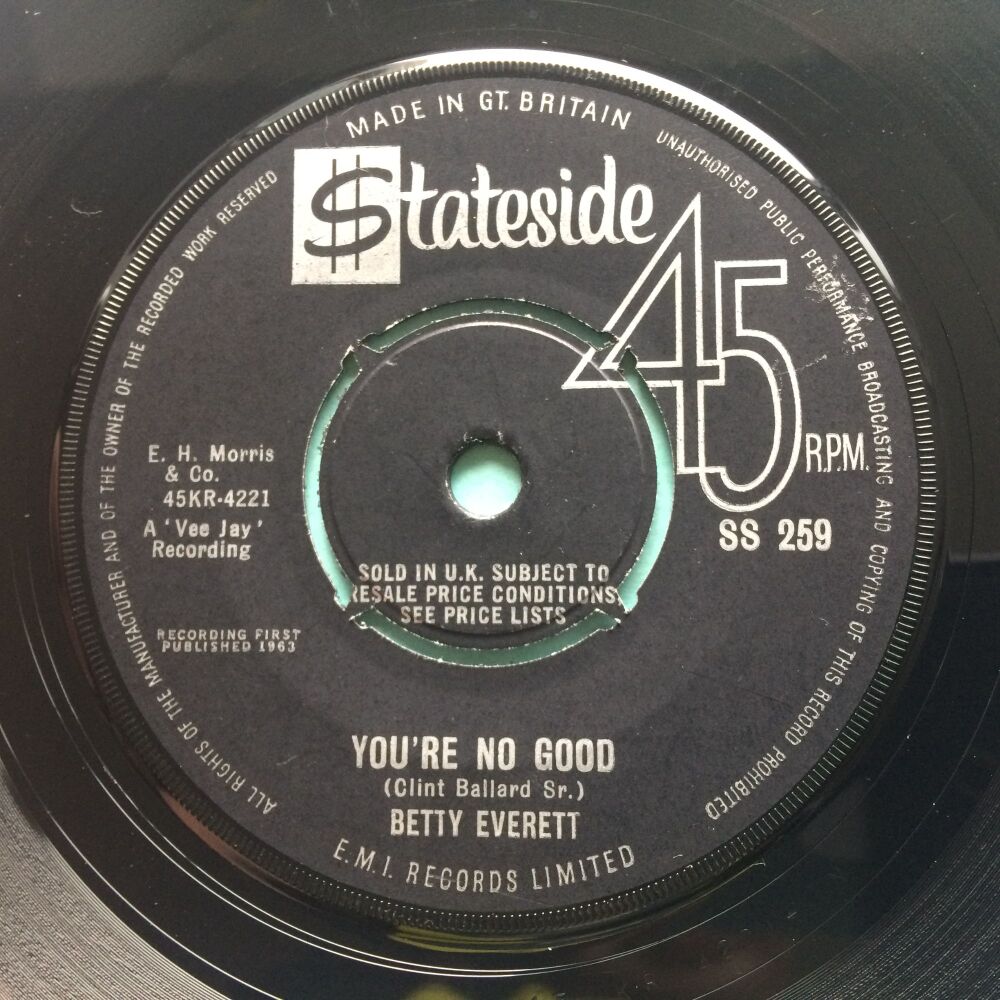 MADE IN GT. BRITAIN
$tateside
45 R.P.M.
SS 259
E. H. Morris
& Co.
45KR-4221
A 'Vee Jay'
Recording
SOLD IN U.K. SUBJECT TO
RESALE PRICE CONDITIONS
SEE PRICE LISTS
RECORDING FIRST
PUBLISHED 1963
YOU'RE NO GOOD
(Clint Ballard Sr.)
BETTY EVERETT
E.M.I. RECORDS LIMITED
ALL RIGHTS OF THE MANUFACTURER AND OF THE OWNER OF THE RECORDED WORK RESERVED
UNAUTHORISED PUBLIC PERFORMANCE BROADCASTING AND COPYING OF THIS RECORD PROHIBITED